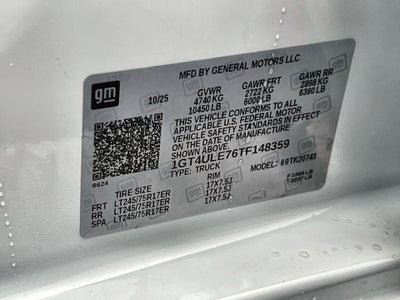 MFD BY GENERAL MOTORS LLC
gm
10/25 GVWR GAWR FRT GAWR RR
4740 KG 2722 KG 2898 KG
10450 LB 6000 LB 6390 LB
THIS VEHICLE CONFORMS TO ALL
APPLICABLE U.S. FEDERAL MOTOR
VEHICLE SAFETY STANDARDS IN EFFECT
ON THE DATE OF MANUFACTURE
1GT4ULE76TF148359
TYPE: TRUCK MODEL: 69TK20743
8624
TIRE SIZE RIM
FRT LT245/75R17ER 17X7.5J
RR LT245/75R17ER 17X7.5J
SPA LT245/75R17ER 17X7.5J